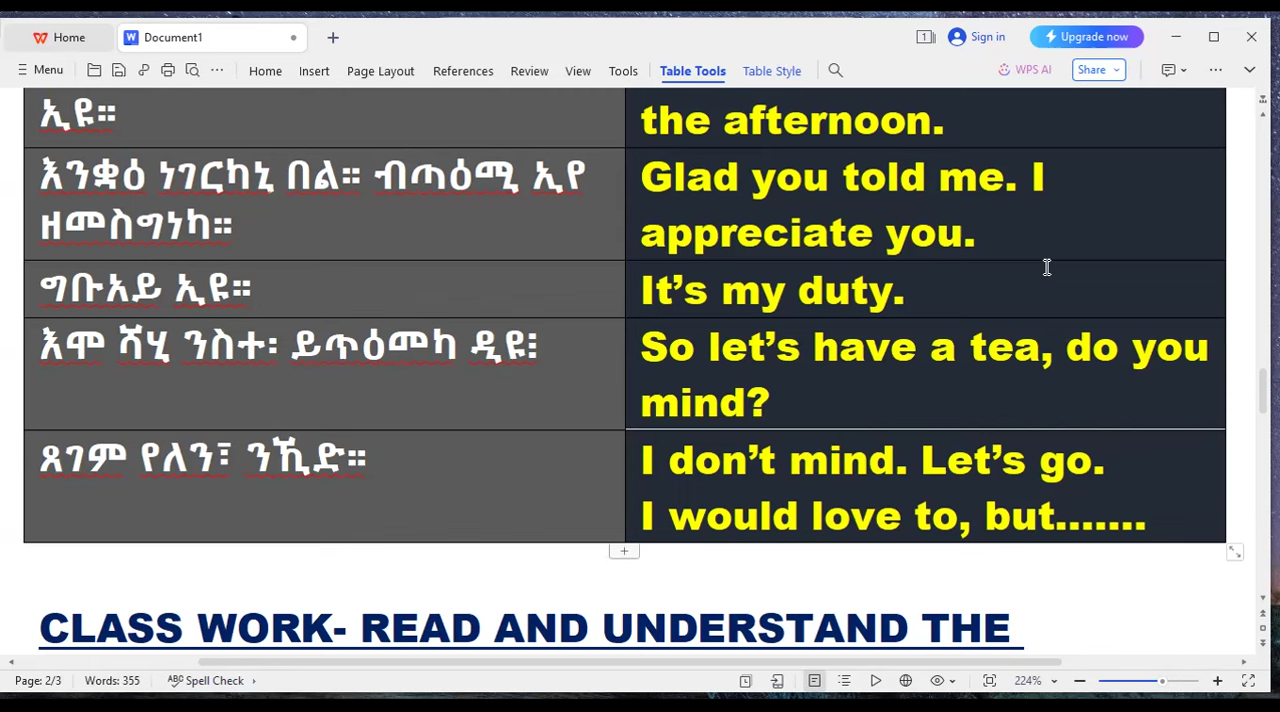 Home
Document1
1
Sign in
Upgrade now
Menu
Home Insert Page Layout References Review View Tools Table Tools Table Style
WPS AI
Share
ኢዩ።
the afternoon.
እንቋዕ ነገርካኒ በል። ብጣዕሚ ኢየ
ዘመስግነካ።
Glad you told me. I
appreciate you.
ግቡአይ ኢዩ።
It’s my duty.
እሞ ሻሂ ንስተ፡ ይጥዕመካ ዲዩ፧
So let’s have a tea, do you
mind?
ጸገም የለን፣ ንኺድ።
I don’t mind. Let’s go.
I would love to, but.......
CLASS WORK- READ AND UNDERSTAND THE
Page: 2/3 Words: 355 Spell Check
224%